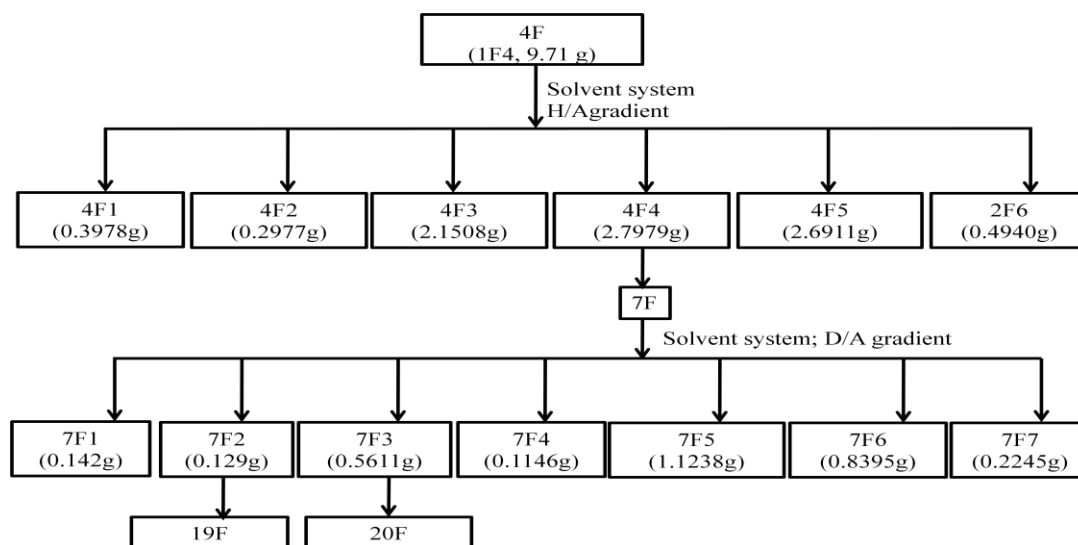 4F
(1F4, 9.71 g)
Solvent system
H/Agradient
4F1
(0.3978g)
4F2
(0.2977g)
4F3
(2.1508g)
4F4
(2.7979g)
4F5
(2.6911g)
2F6
(0.4940g)
7F
Solvent system; D/A gradient
7F1
(0.142g)
7F2
(0.129g)
7F3
(0.5611g)
7F4
(0.1146g)
7F5
(1.1238g)
7F6
(0.8395g)
7F7
(0.2245g)
19F
20F